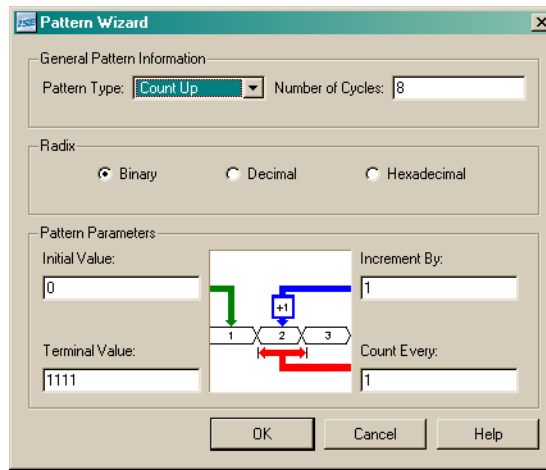 ISE Pattern Wizard
General Pattern Information
Pattern Type: Count Up Number of Cycles: 8
Radix
Binary Decimal Hexadecimal
Pattern Parameters
Initial Value: Increment By:
0 1
+1
1 2 3
Terminal Value: Count Every:
1111 1
OK Cancel Help